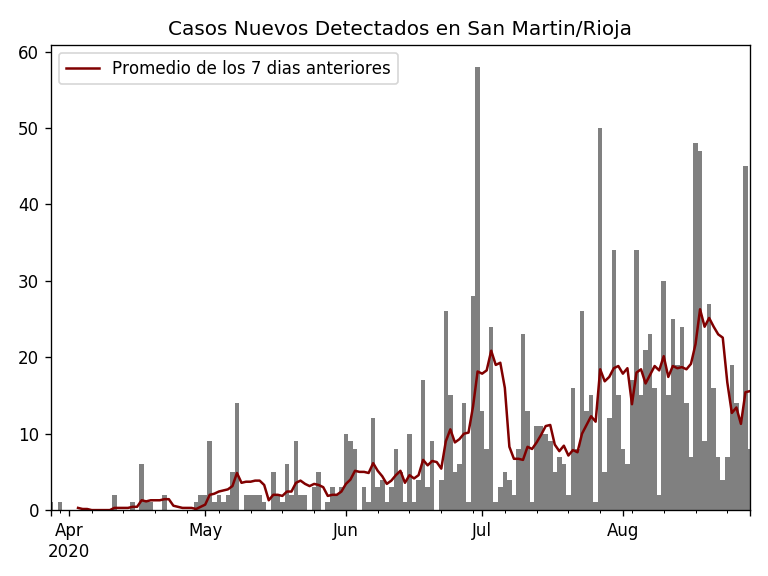 Casos Nuevos Detectados en San Martin/Rioja
Promedio de los 7 dias anteriores
60
50
40
30
20
10
0
Apr
2020
May
Jun
Jul
Aug